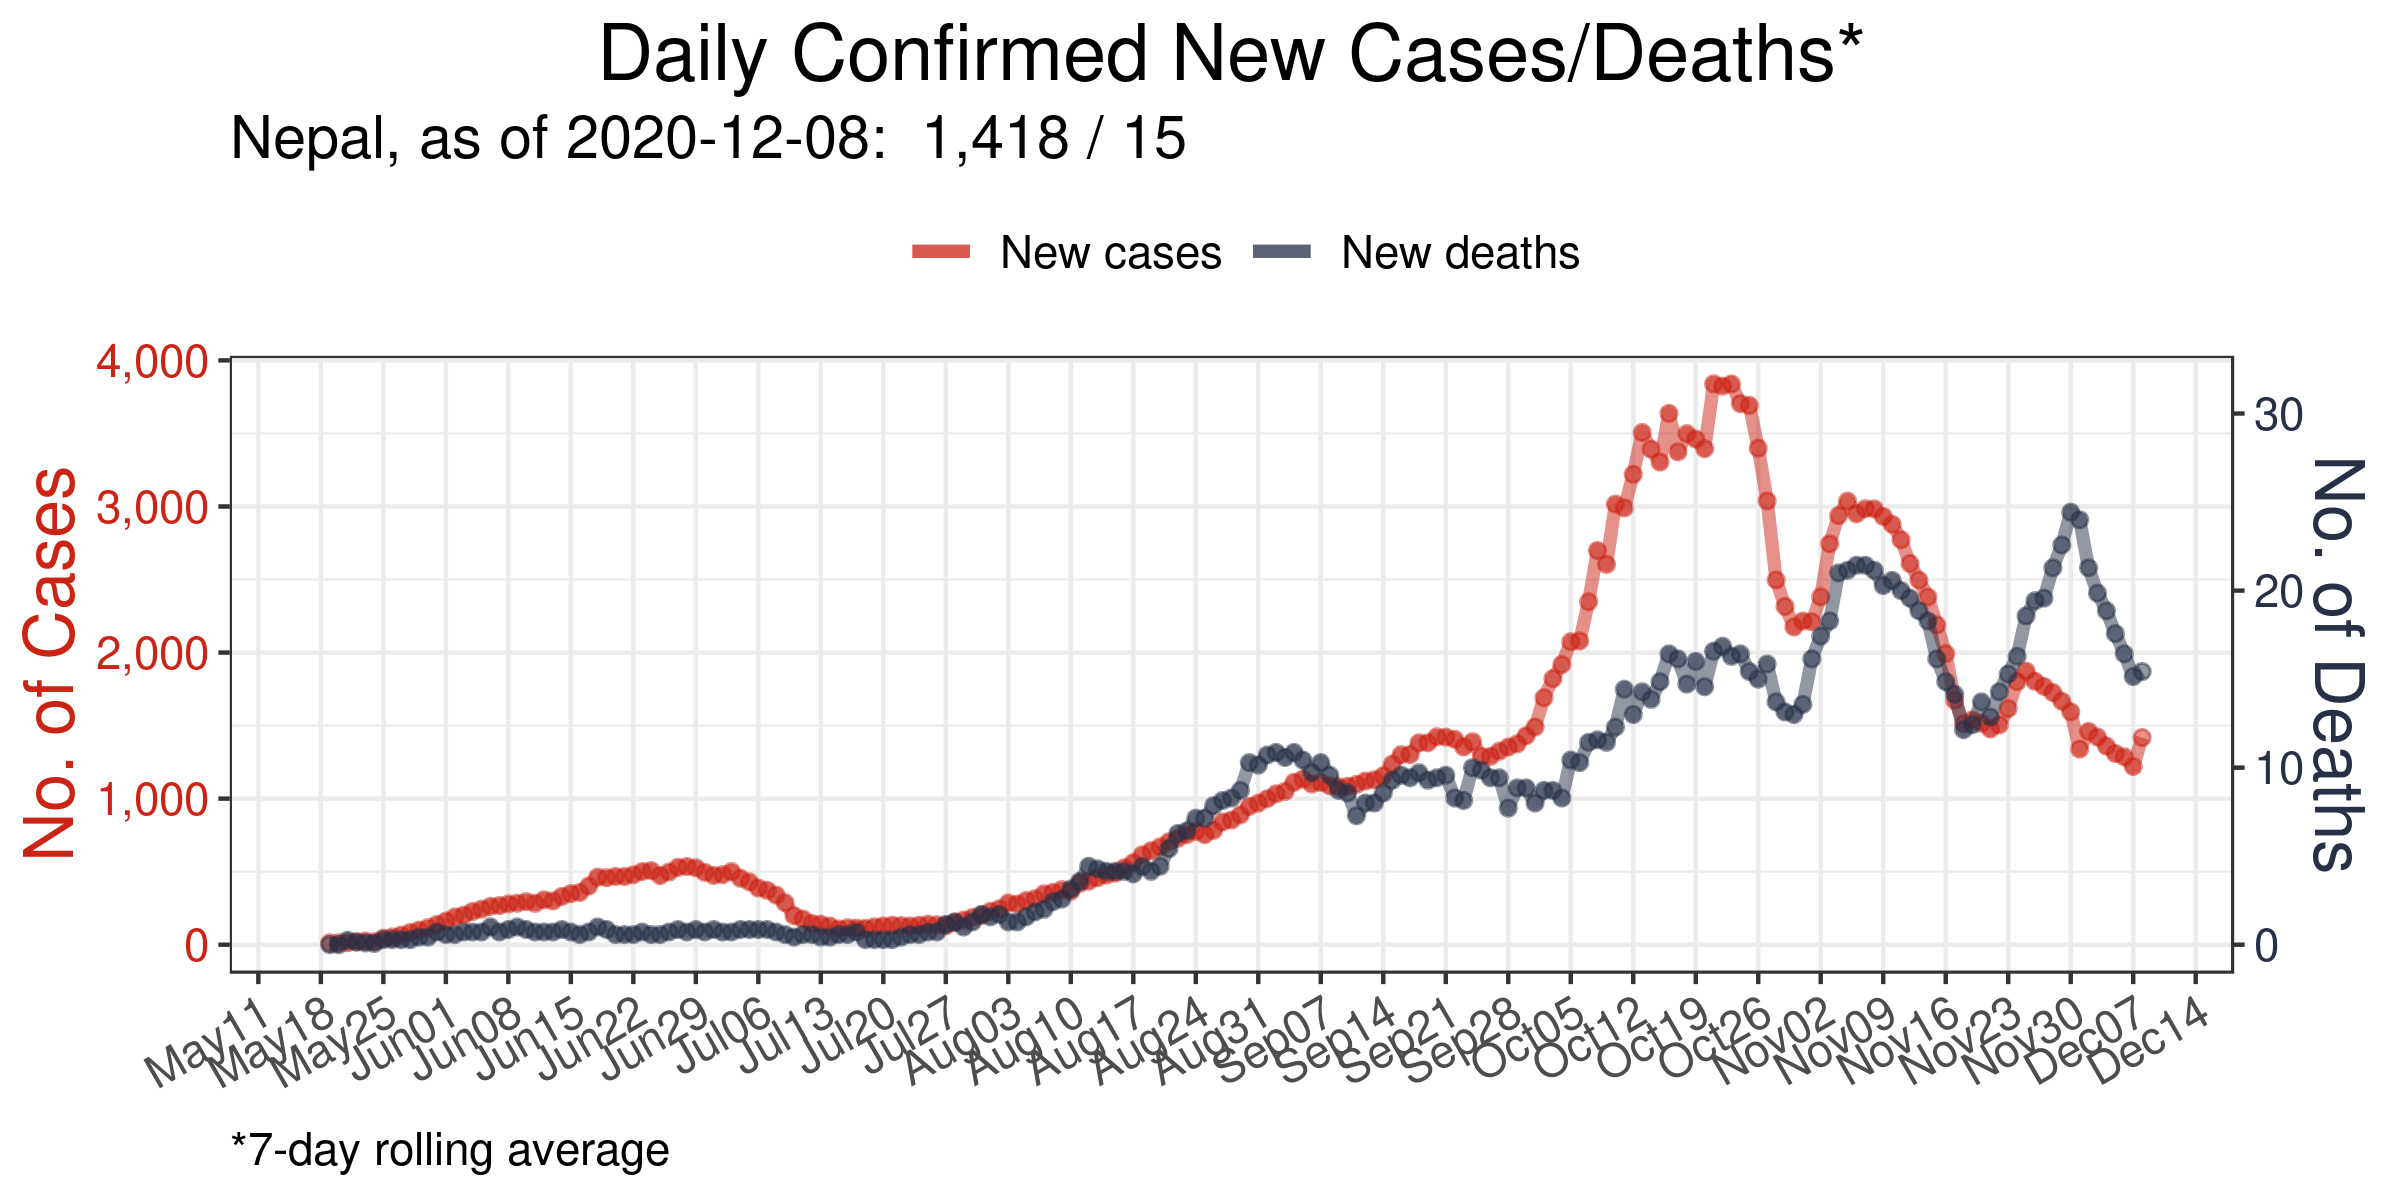 Daily Confirmed New Cases/Deaths*
Nepal, as of 2020-12-08:  1,418 / 15
New cases
New deaths
No. of Cases
4,000
3,000
2,000
1,000
0
No. of Deaths
30
20
10
0
May11
May18
May25
Jun01
Jun08
Jun15
Jun22
Jun29
Jul06
Jul13
Jul20
Jul27
Aug03
Aug10
Aug17
Aug24
Aug31
Sep07
Sep14
Sep21
Sep28
Oct05
Oct12
Oct19
Oct26
Nov02
Nov09
Nov16
Nov23
Nov30
Dec07
Dec14
*7-day rolling average